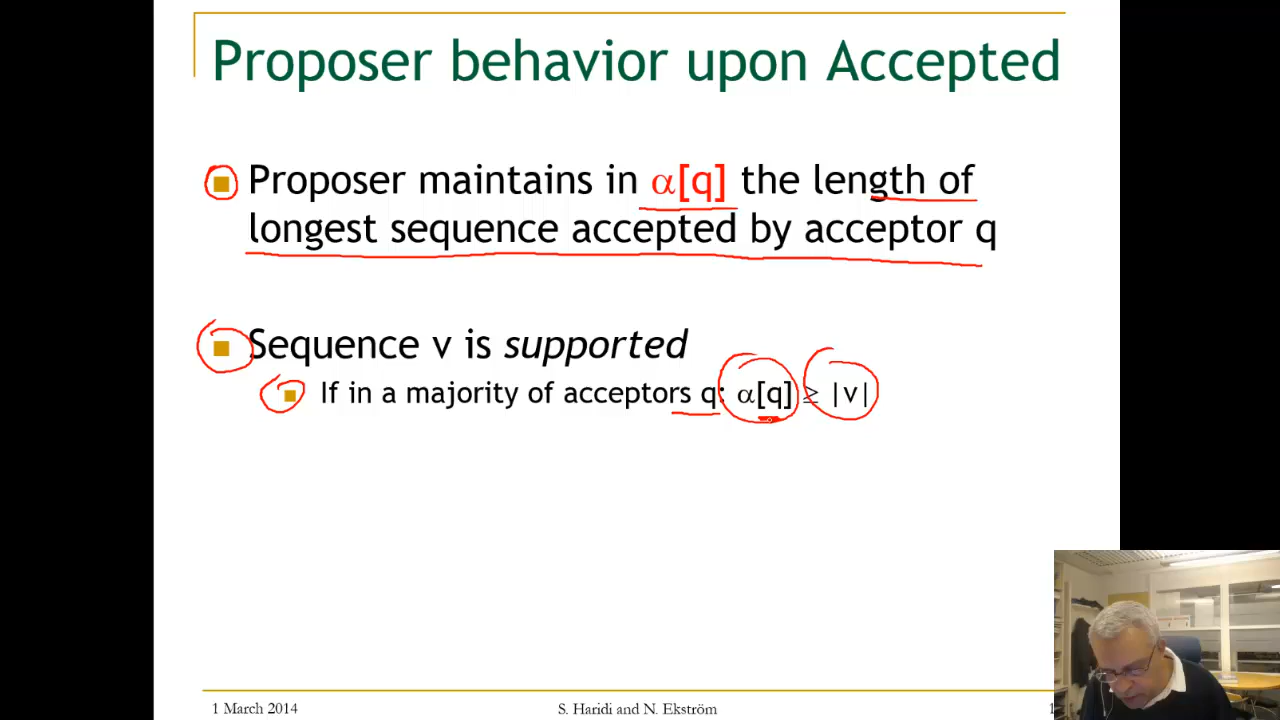 Proposer behavior upon Accepted
Proposer maintains in α[q] the length of
longest sequence accepted by acceptor q
Sequence v is supported
If in a majority of acceptors q: α[q] ≥ |v|
1 March 2014
S. Haridi and N. Ekström